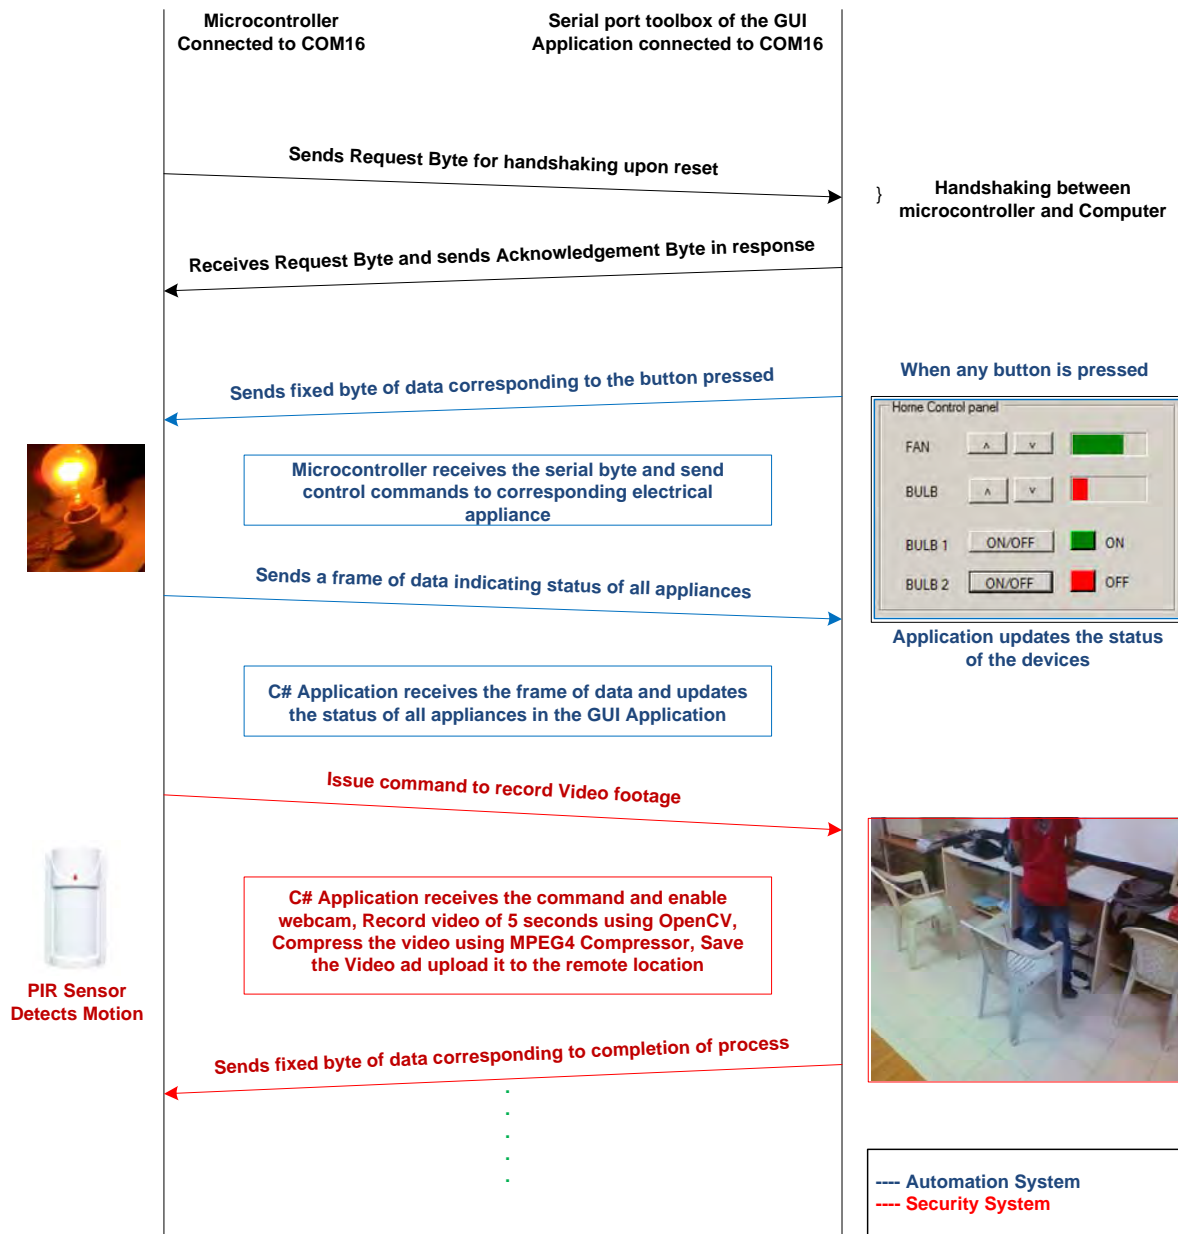 Microcontroller
Connected to COM16
Serial port toolbox of the GUI
Application connected to COM16
Sends Request Byte for handshaking upon reset
} Handshaking between
microcontroller and Computer
Receives Request Byte and sends Acknowledgement Byte in response
When any button is pressed
Sends fixed byte of data corresponding to the button pressed
Home Control panel
FAN ^ v
BULB ^ v
BULB 1 ON/OFF ON
BULB 2 ON/OFF OFF
Microcontroller receives the serial byte and send
control commands to corresponding electrical
appliance
Sends a frame of data indicating status of all appliances
Application updates the status
of the devices
C# Application receives the frame of data and updates
the status of all appliances in the GUI Application
Issue command to record Video footage
PIR Sensor
Detects Motion
C# Application receives the command and enable
webcam, Record video of 5 seconds using OpenCV,
Compress the video using MPEG4 Compressor, Save
the Video ad upload it to the remote location
Sends fixed byte of data corresponding to completion of process
.
.
.
.
.
---- Automation System
---- Security System